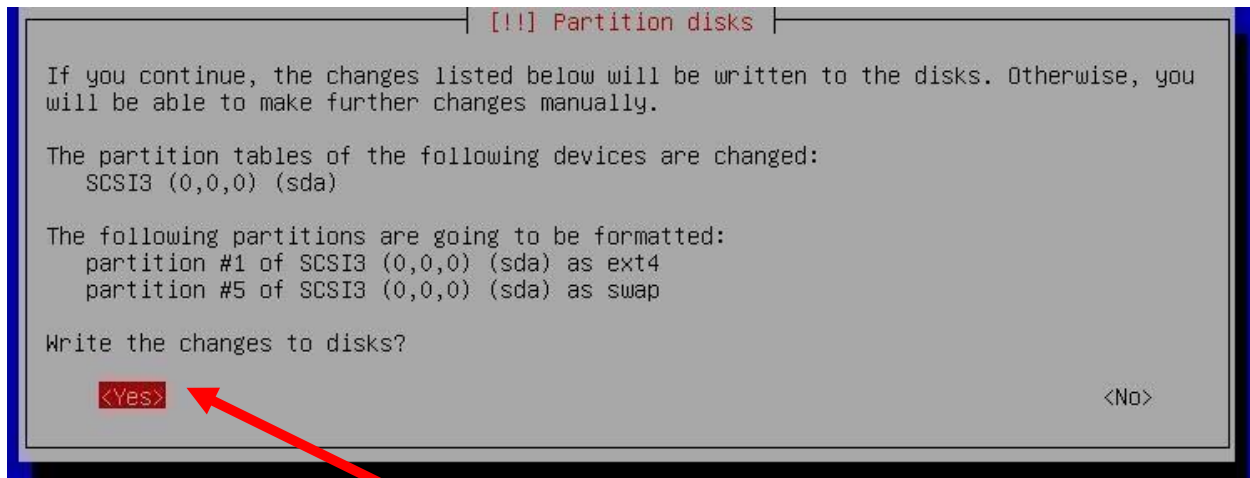 [!!] Partition disks
If you continue, the changes listed below will be written to the disks. Otherwise, you
will be able to make further changes manually.
The partition tables of the following devices are changed:
SCSI3 (0,0,0) (sda)
The following partitions are going to be formatted:
partition #1 of SCSI3 (0,0,0) (sda) as ext4
partition #5 of SCSI3 (0,0,0) (sda) as swap
Write the changes to disks?
<Yes> <No>